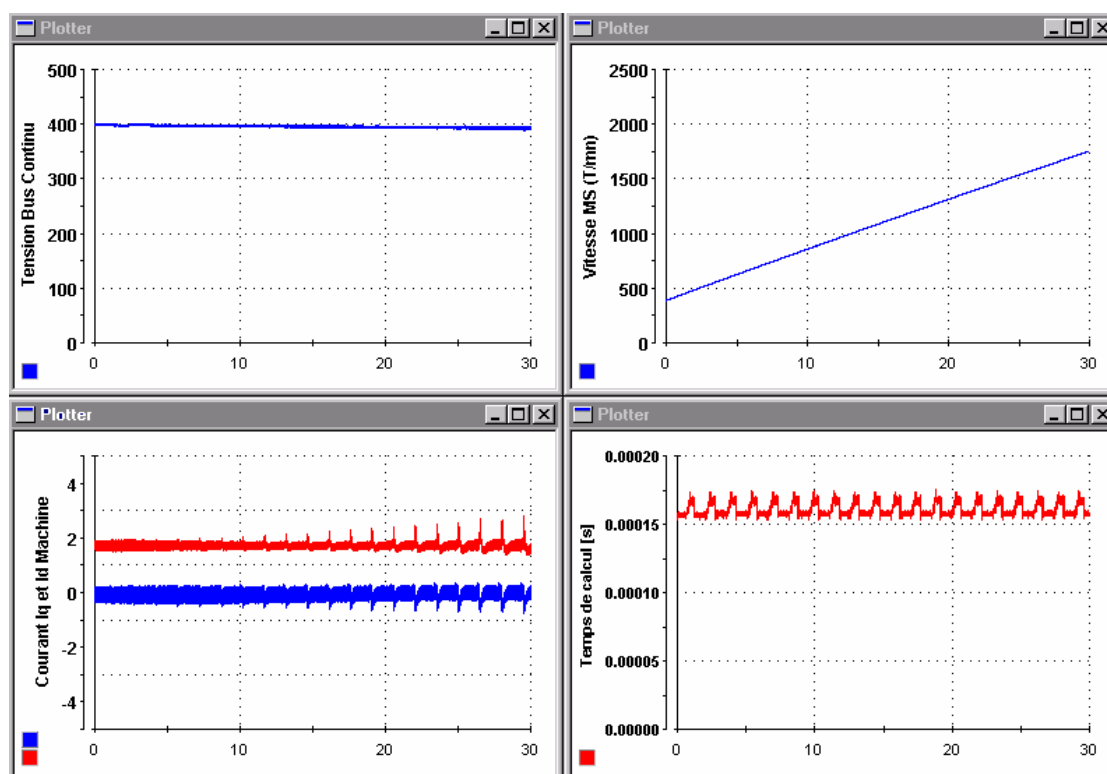 Plotter
Tension Bus Continu
500
400
300
200
100
0
0 10 20 30
Plotter
Vitesse MS (T/mn)
2500
2000
1500
1000
500
0
0 10 20 30
Plotter
Courant Iq et Id Machine
4
2
0
-2
-4
0 10 20 30
Plotter
Temps de calcul [s]
0.00020
0.00015
0.00010
0.00005
0.00000
0 10 20 30